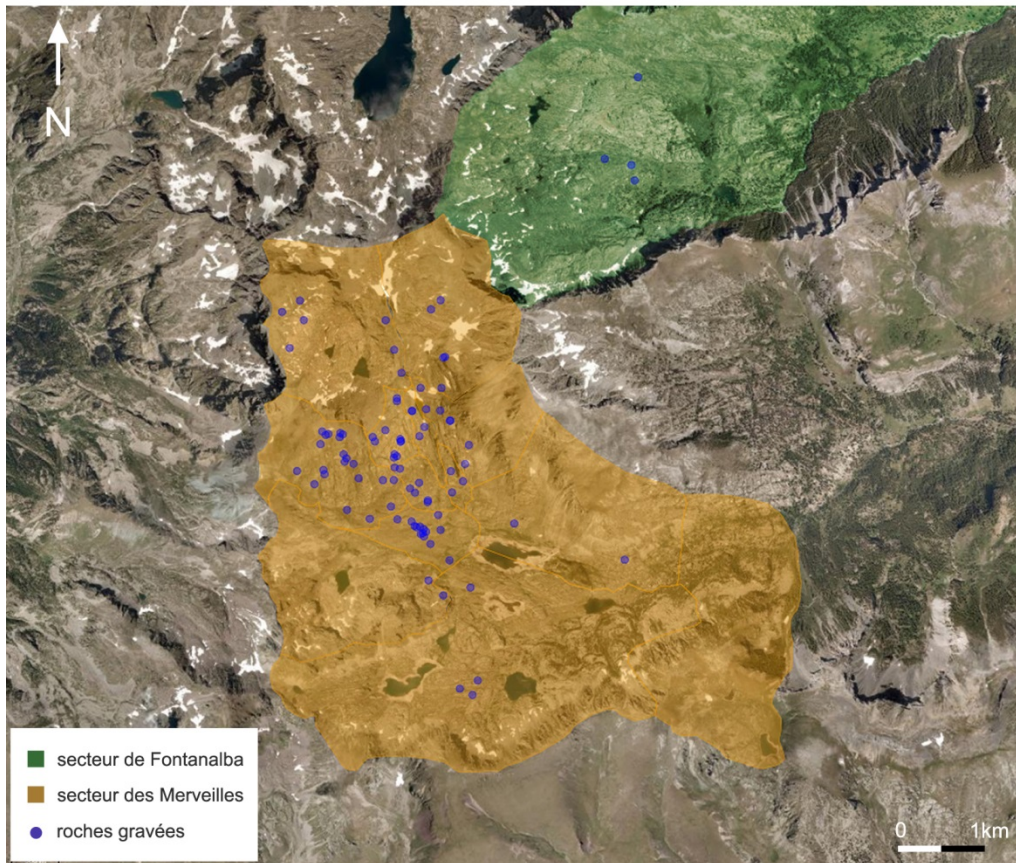 N
secteur de Fontanalba
secteur des Merveilles
roches gravées
0 1km